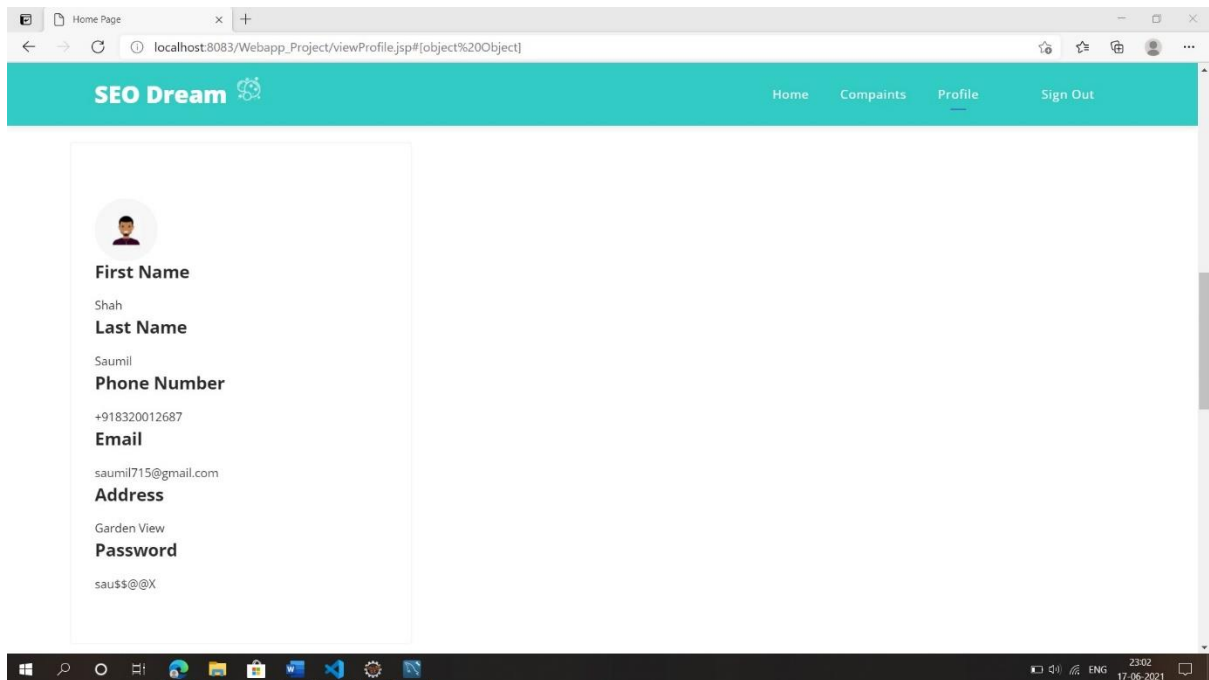 Home Page
localhost:8083/Webapp_Project/viewProfile.jsp#[object%20Object]
SEO Dream
Home Compaints Profile Sign Out
First Name
Shah
Last Name
Saumil
Phone Number
+918320012687
Email
saumil715@gmail.com
Address
Garden View
Password
sau$$@@X
ENG
23:02
17-06-2021